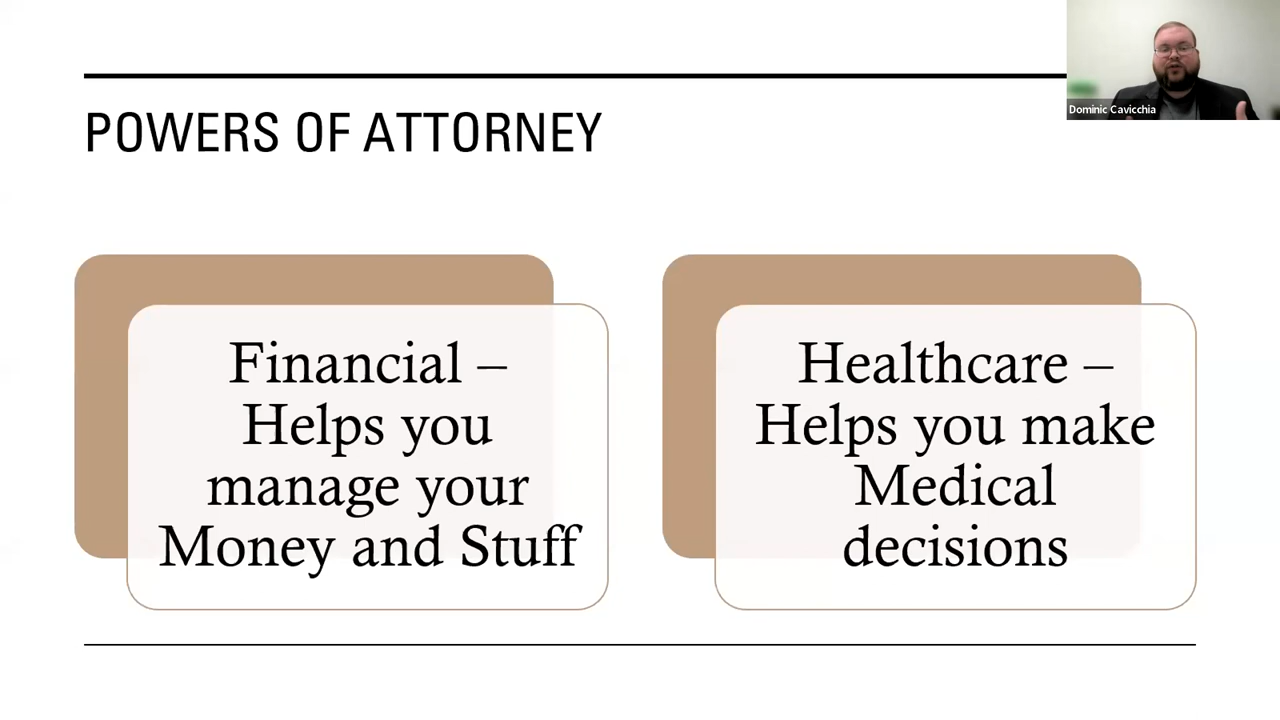 Dominic Cavicchia
POWERS OF ATTORNEY
Financial –
Helps you
manage your
Money and Stuff
Healthcare –
Helps you make
Medical
decisions